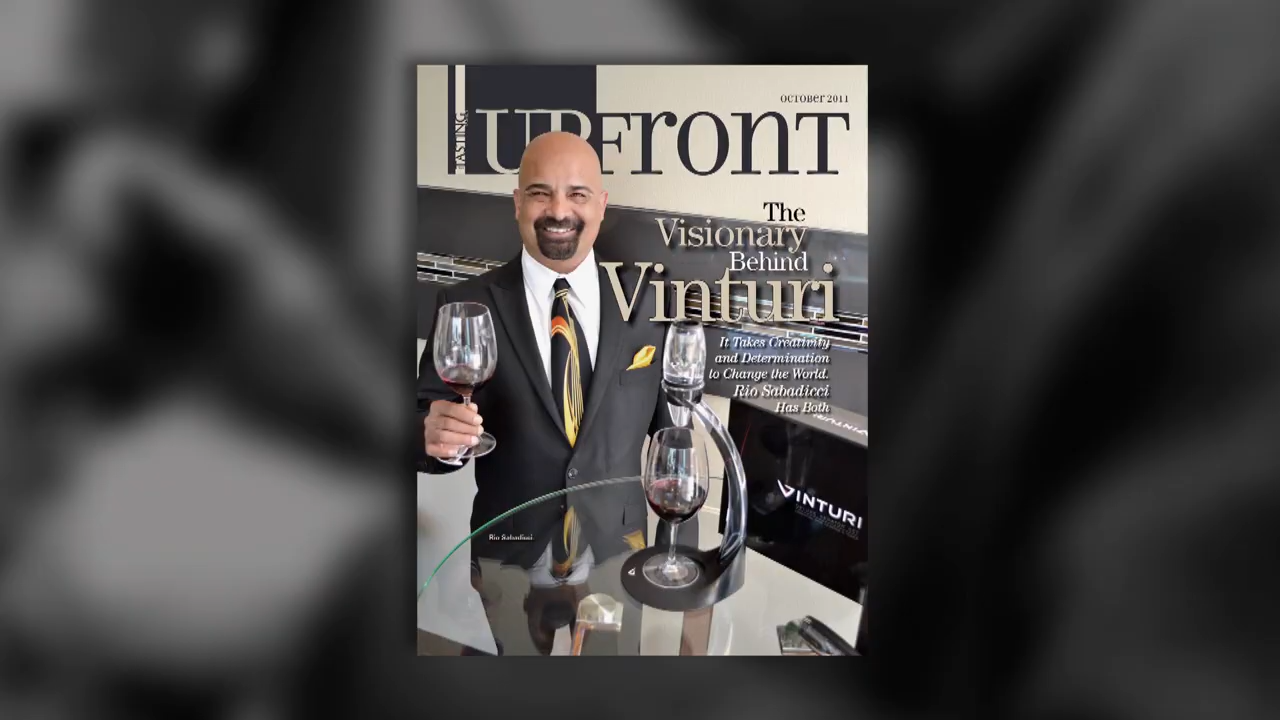 OCTOBER 2011
TASTING
UPFRONT
The
Visionary
Behind
Vinturi
It Takes Creativity
and Determination
to Change the World.
Rio Sabadicci
Has Both
VINTURI
VINTURI
Rio Sabadicci